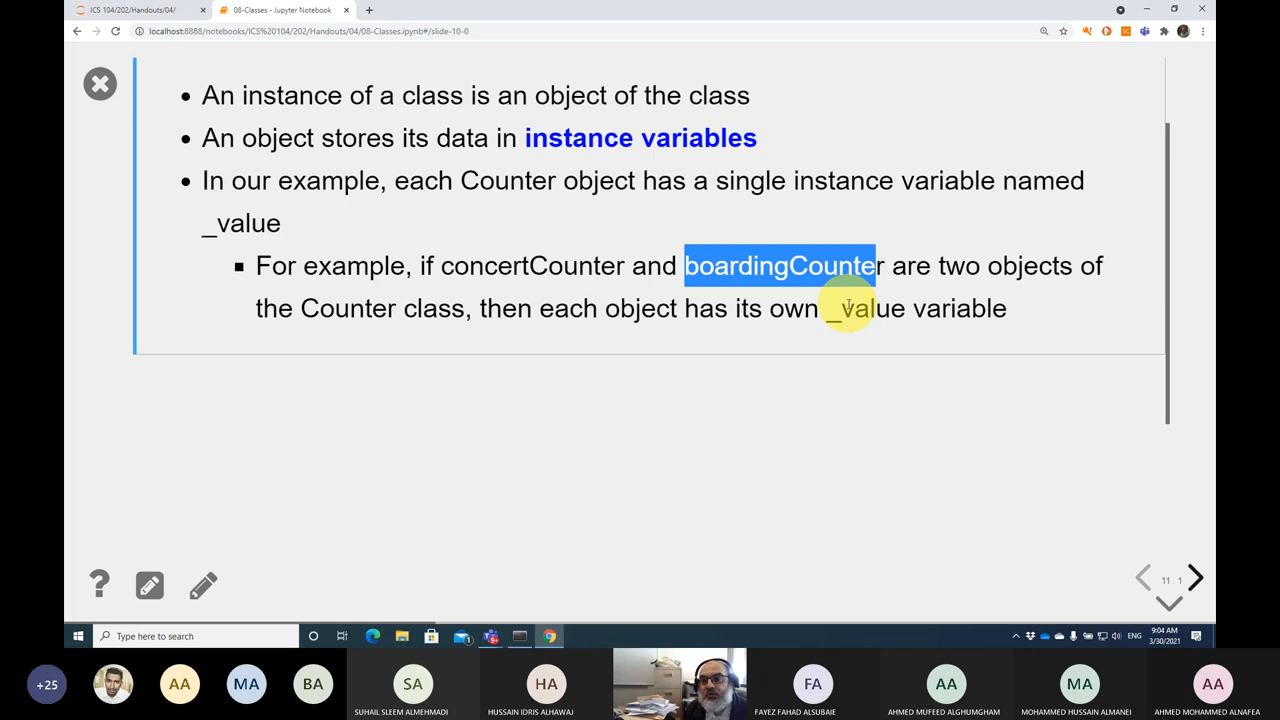 ICS 104/202/Handouts/04/
08-Classes - Jupyter Notebook
localhost:8888/notebooks/ICS%20104/202/Handouts/04/08-Classes.ipynb#/slide-10-0
• An instance of a class is an object of the class
• An object stores its data in instance variables
• In our example, each Counter object has a single instance variable named
_value
▪ For example, if concertCounter and boardingCounter are two objects of
the Counter class, then each object has its own _value variable
11.1
Type here to search
ENG
9:04 AM
3/30/2021
+25
AA
MA
BA
SA
SUHAIL SLEEM ALMEHMADI
HA
HUSSAIN IDRIS ALHAWAJ
FA
FAYEZ FAHAD ALSUBAIE
AA
AHMED MUFEED ALGHUMGHAM
MA
MOHAMMED HUSSAIN ALMANEI
AA
AHMED MOHAMMED ALNAFEA